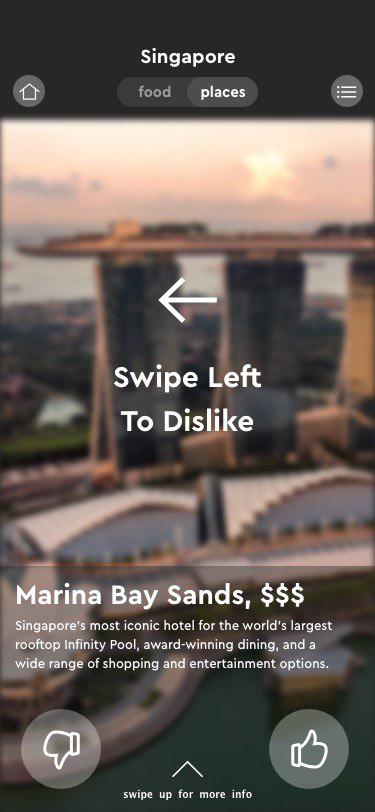 Singapore
food places
Swipe Left
To Dislike
Marina Bay Sands, $$$
Singapore's most iconic hotel for the world's largest
rooftop Infinity Pool, award-winning dining, and a
wide range of shopping and entertainment options.
swipe up for more info